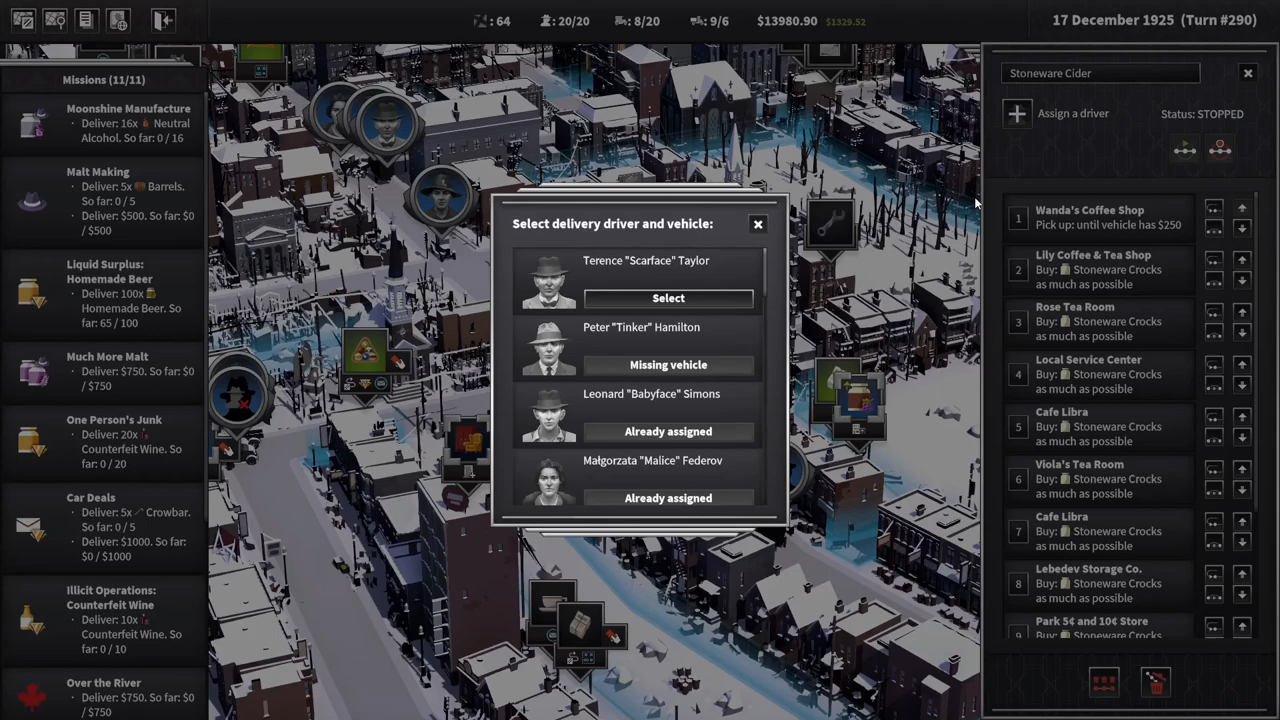 : 64
: 20/20
: 8/20
: 9/6
$13980.90
$1329.52
17 December 1925 (Turn #290)
Missions (11/11)
Moonshine Manufacture
· Deliver: 16x Neutral
Alcohol. So far: 0 / 16
Malt Making
· Deliver: 5x Barrels.
So far: 0 / 5
· Deliver: $500. So far: $0
/ $500
Liquid Surplus:
Homemade Beer
· Deliver: 100x
Homemade Beer. So
far: 65 / 100
Much More Malt
· Deliver: $750. So far: $0
/ $750
One Person's Junk
· Deliver: 20x
Counterfeit Wine. So
far: 0 / 20
Car Deals
· Deliver: 5x Crowbar.
So far: 0 / 5
· Deliver: $1000. So far:
$0 / $1000
Illicit Operations:
Counterfeit Wine
· Deliver: 10x
Counterfeit Wine. So
far: 0 / 10
Over the River
· Deliver: $750. So far: $0
/ $750
Select delivery driver and vehicle:
Terence "Scarface" Taylor
Select
Peter "Tinker" Hamilton
Missing vehicle
Leonard "Babyface" Simons
Already assigned
Małgorzata "Malice" Federov
Already assigned
Stoneware Cider
Assign a driver
Status: STOPPED
1
Wanda's Coffee Shop
Pick up: until vehicle has $250
2
Lily Coffee & Tea Shop
Buy: Stoneware Crocks
as much as possible
3
Rose Tea Room
Buy: Stoneware Crocks
as much as possible
4
Local Service Center
Buy: Stoneware Crocks
as much as possible
5
Cafe Libra
Buy: Stoneware Crocks
as much as possible
6
Viola's Tea Room
Buy: Stoneware Crocks
as much as possible
7
Cafe Libra
Buy: Stoneware Crocks
as much as possible
8
Lebedev Storage Co.
Buy: Stoneware Crocks
as much as possible
9
Park 5¢ and 10¢ Store
Buy: Stoneware Crocks